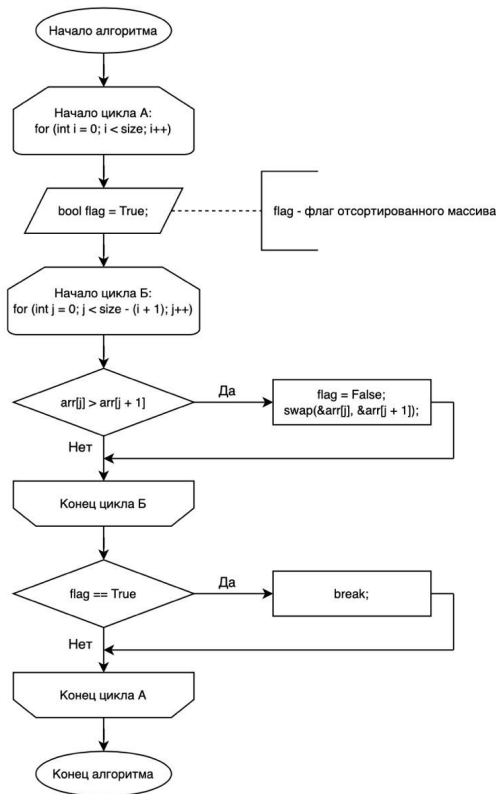 Начало алгоритма
Начало цикла А:
for (int i = 0; i < size; i++)
bool flag = True;
flag - флаг отсортированного массива
Начало цикла Б:
for (int j = 0; j < size - (i + 1); j++)
arr[j] > arr[j + 1]
Да
flag = False;
swap(&arr[j], &arr[j + 1]);
Нет
Конец цикла Б
flag == True
Да
break;
Нет
Конец цикла А
Конец алгоритма